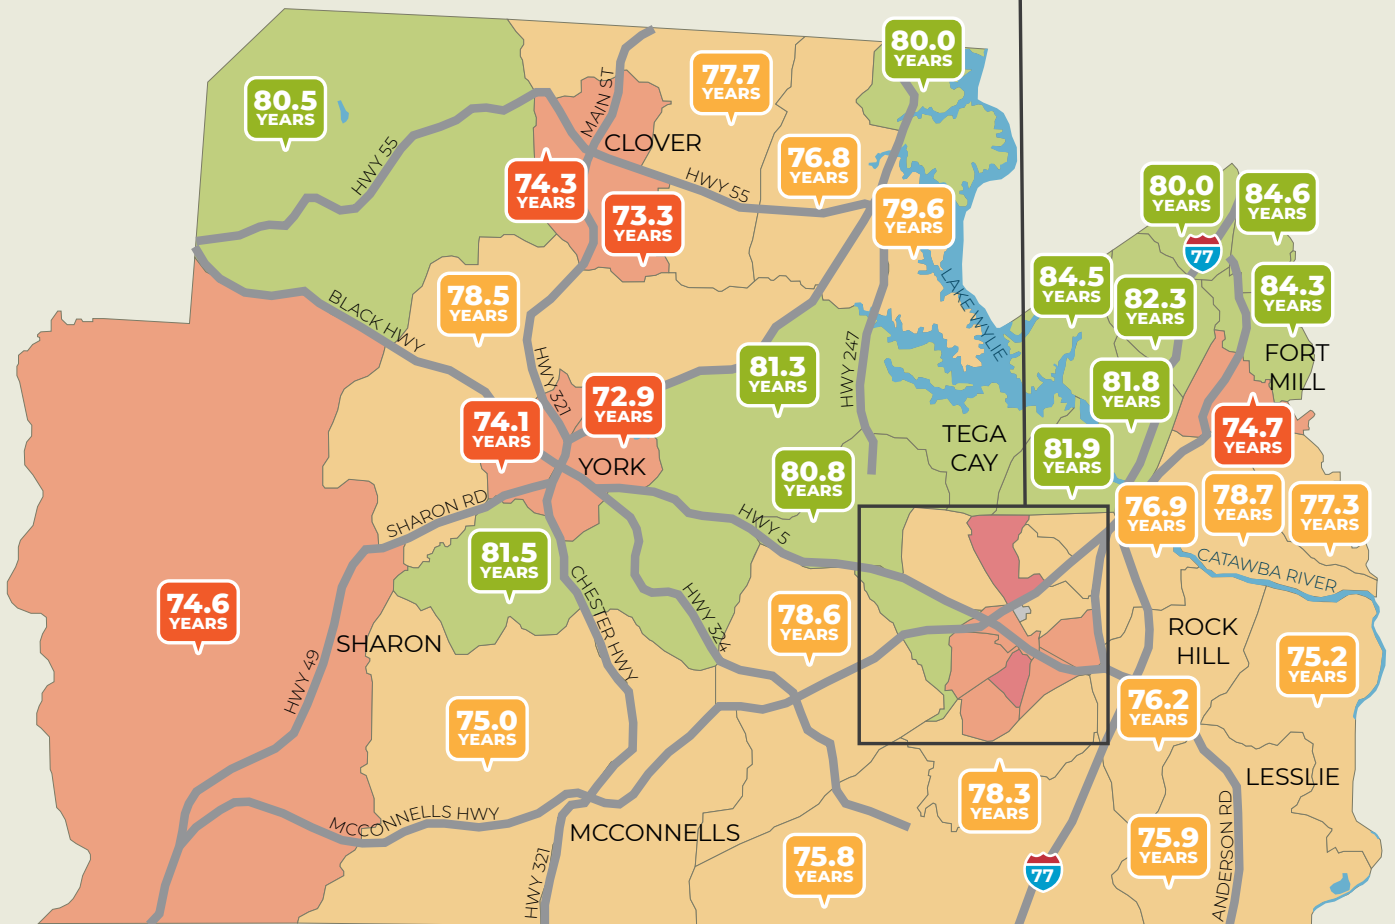 80.0
YEARS
77.7
YEARS
80.5
YEARS
MAIN ST
CLOVER
HWY 55
76.8
YEARS
HWY 55
74.3
YEARS
73.3
YEARS
79.6
YEARS
80.0
YEARS
84.6
YEARS
77
84.5
YEARS
82.3
YEARS
84.3
YEARS
78.5
YEARS
BLACK HWY
LAKE WYLIE
HWY 247
HWY 321
FORT
MILL
81.3
YEARS
81.8
YEARS
72.9
YEARS
74.1
YEARS
74.7
YEARS
TEGA
CAY
81.9
YEARS
YORK
80.8
YEARS
SHARON RD
HWY 5
76.9
YEARS
78.7
YEARS
77.3
YEARS
81.5
YEARS
CATAWBA RIVER
CHESTER HWY
HWY 324
74.6
YEARS
78.6
YEARS
SHARON
ROCK
HILL
75.2
YEARS
HWY 49
75.0
YEARS
76.2
YEARS
LESSLIE
78.3
YEARS
MCCONNELLS HWY
MCCONNELLS
75.8
YEARS
75.9
YEARS
ANDERSON RD
HWY 321
77